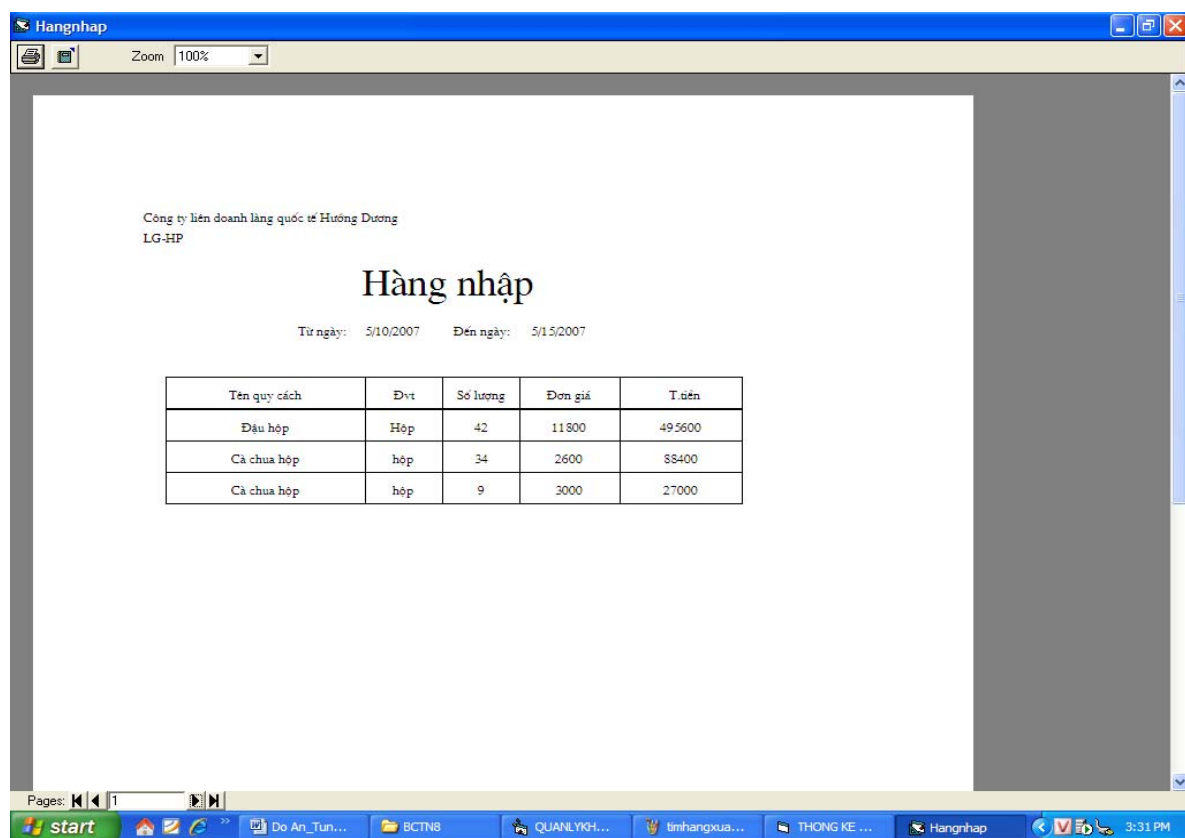 Hangnhap
Zoom 100%
Công ty liên doanh làng quốc tế Hướng Dương
LG-HP
Hàng nhập
Từ ngày: 5/10/2007 Đến ngày: 5/15/2007
Tên quy cách Đvt Số lượng Đơn giá T.tiền
Đậu hộp Hộp 42 11800 495600
Cà chua hộp hộp 34 2600 88400
Cà chua hộp hộp 9 3000 27000
Pages: 1
start Do An_Tun... BCTN8 QUANLYKH... timhangxua... THONG KE ... Hangnhap 3:31 PM